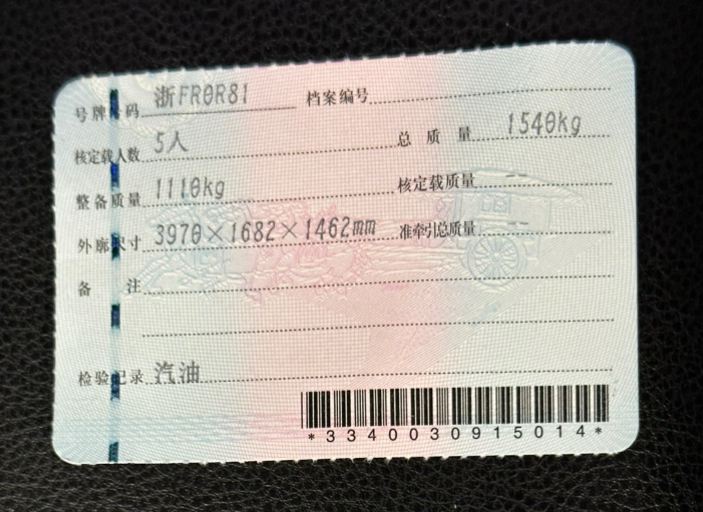 号牌号码 浙FR0R81 档案编号
核定载人数 5人 总质量 1540kg
整备质量 1110kg 核定载质量 --
外廓尺寸 3970×1682×1462mm 准牵引总质量 --
备注
检验记录 汽油
*3340030915014*